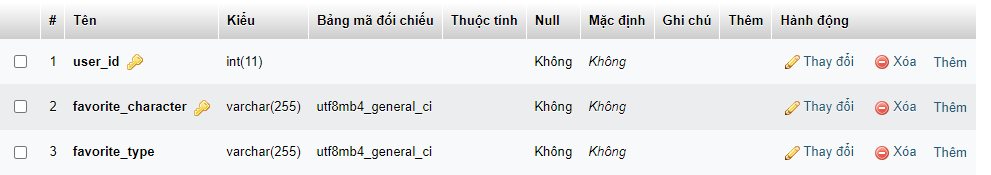 # Tên Kiểu Bảng mã đối chiếu Thuộc tính Null Mặc định Ghi chú Thêm Hành động
1 user_id int(11) Không Không Thay đổi Xóa Thêm
2 favorite_character varchar(255) utf8mb4_general_ci Không Không Thay đổi Xóa Thêm
3 favorite_type varchar(255) utf8mb4_general_ci Không Không Thay đổi Xóa Thêm